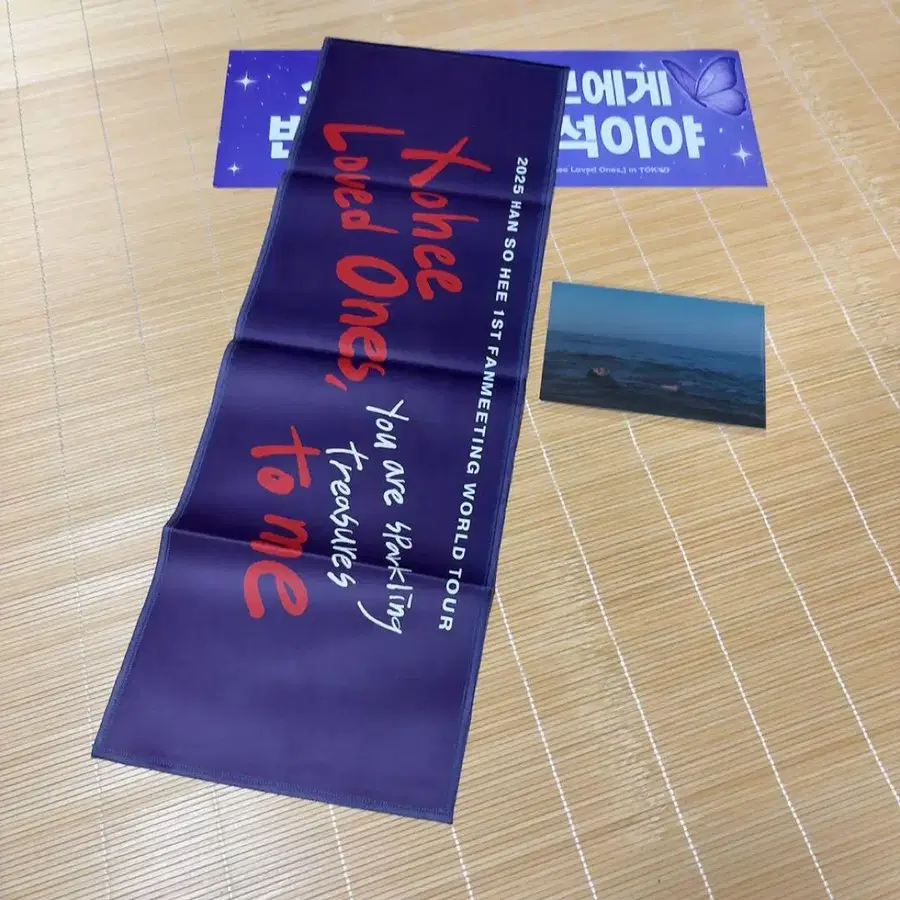 2025 HAN SO HEE 1ST FANMEETING WORLD TOUR
Xohee
Loved Ones,
You are sparkling
treasures
to me
에게
석이야
Loved Ones,] in TOKYO